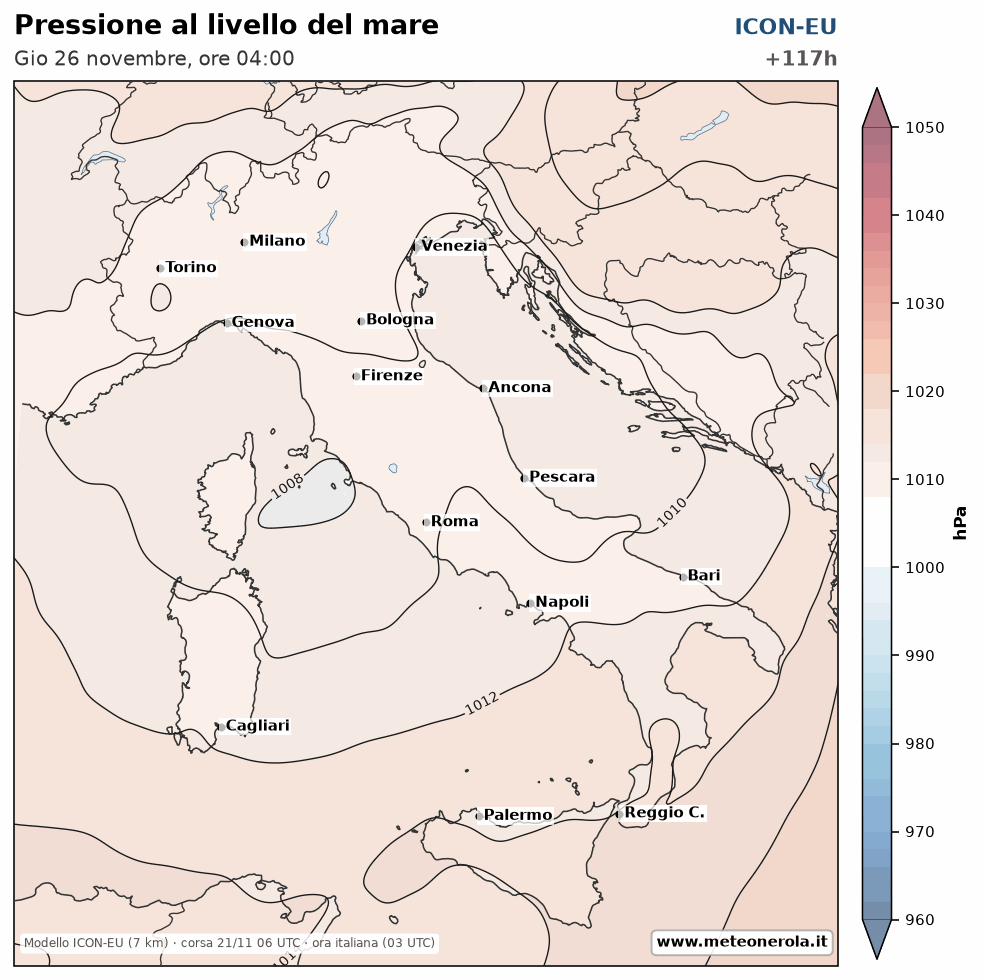 Pressione al livello del mare
ICON-EU
Gio 26 novembre, ore 04:00
+117h
1050
1040
1030
1020
1010
1000
990
980
970
960
hPa
Milano
Venezia
Torino
Genova
Bologna
Firenze
Ancona
1008
Pescara
1010
Roma
Bari
Napoli
1012
Cagliari
Palermo
Reggio C.
Modello ICON-EU (7 km) · corsa 21/11 06 UTC · ora italiana (03 UTC)
www.meteonerola.it